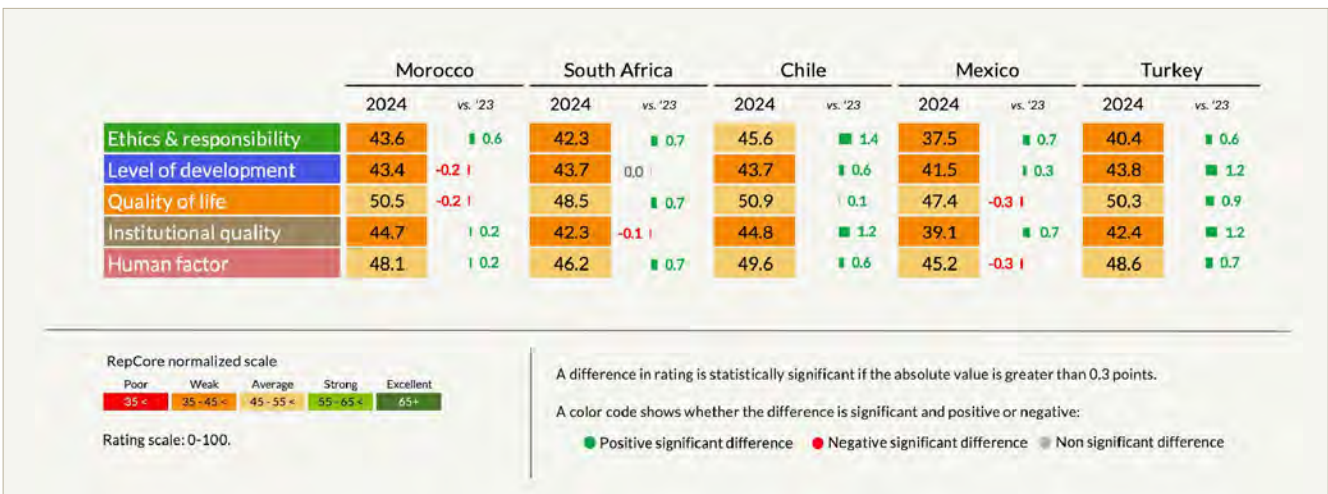 Morocco South Africa Chile Mexico Turkey
2024 vs. '23 2024 vs. '23 2024 vs. '23 2024 vs. '23 2024 vs. '23
Ethics & responsibility 43.6 0.6 42.3 0.7 45.6 1.4 37.5 0.7 40.4 0.6
Level of development 43.4 -0.2 43.7 0.0 43.7 0.6 41.5 0.3 43.8 1.2
Quality of life 50.5 -0.2 48.5 0.7 50.9 0.1 47.4 -0.3 50.3 0.9
Institutional quality 44.7 0.2 42.3 -0.1 44.8 1.2 39.1 0.7 42.4 1.2
Human factor 48.1 0.2 46.2 0.7 49.6 0.6 45.2 -0.3 48.6 0.7
RepCore normalized scale
Poor Weak Average Strong Excellent
35 < 35 - 45 < 45 - 55 < 55 - 65 < 65+
Rating scale: 0-100.
A difference in rating is statistically significant if the absolute value is greater than 0.3 points.
A color code shows whether the difference is significant and positive or negative:
Positive significant difference Negative significant difference Non significant difference